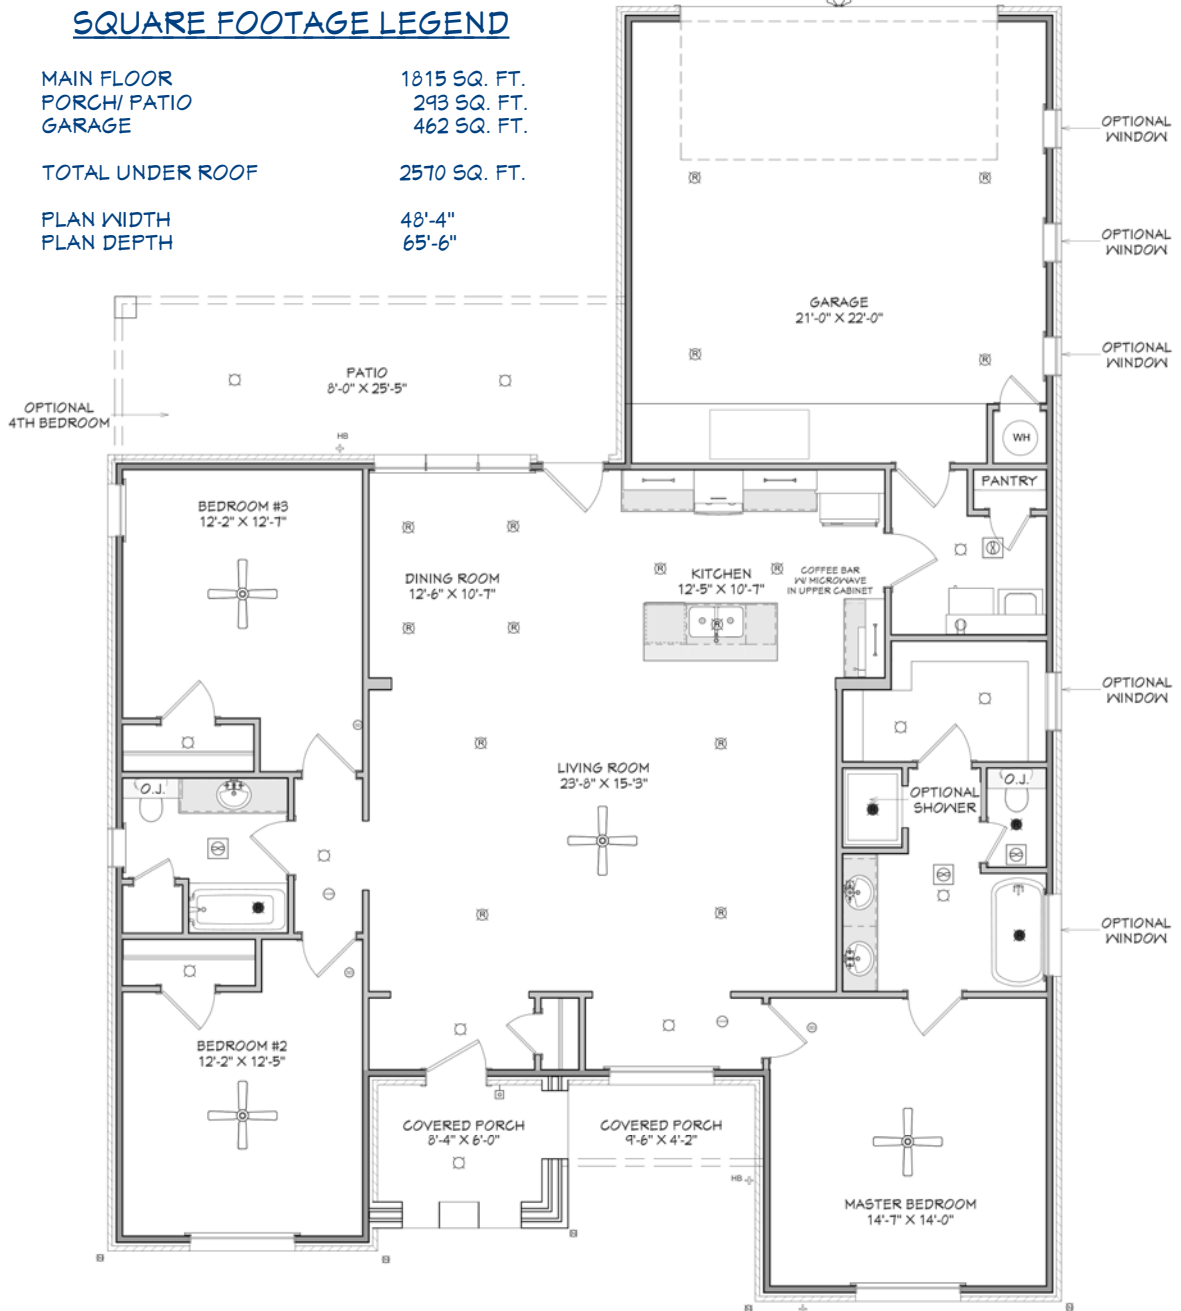 SQUARE FOOTAGE LEGEND
MAIN FLOOR 1815 SQ. FT.
PORCH/ PATIO 293 SQ. FT.
GARAGE 462 SQ. FT.
TOTAL UNDER ROOF 2570 SQ. FT.
PLAN WIDTH 48'-4"
PLAN DEPTH 65'-6"
OPTIONAL
WINDOW
R
R
OPTIONAL
WINDOW
GARAGE
21'-0" X 22'-0"
R
R
OPTIONAL
WINDOW
PATIO
8'-0" X 25'-5"
OPTIONAL
4TH BEDROOM
HB
WH
PANTRY
BEDROOM #3
12'-2" X 12'-7"
R
R
DINING ROOM
12'-6" X 10'-7"
R
R
R
KITCHEN
12'-5" X 10'-7"
R
COFFEE BAR
W/ MICROWAVE
IN UPPER CABINET
R
OPTIONAL
WINDOW
R
R
LIVING ROOM
23'-8" X 15'-3"
O.J.
O.J.
OPTIONAL
SHOWER
R
R
OPTIONAL
WINDOW
BEDROOM #2
12'-2" X 12'-5"
COVERED PORCH
8'-4" X 6'-0"
COVERED PORCH
9'-6" X 4'-2"
HB
MASTER BEDROOM
14'-7" X 14'-0"